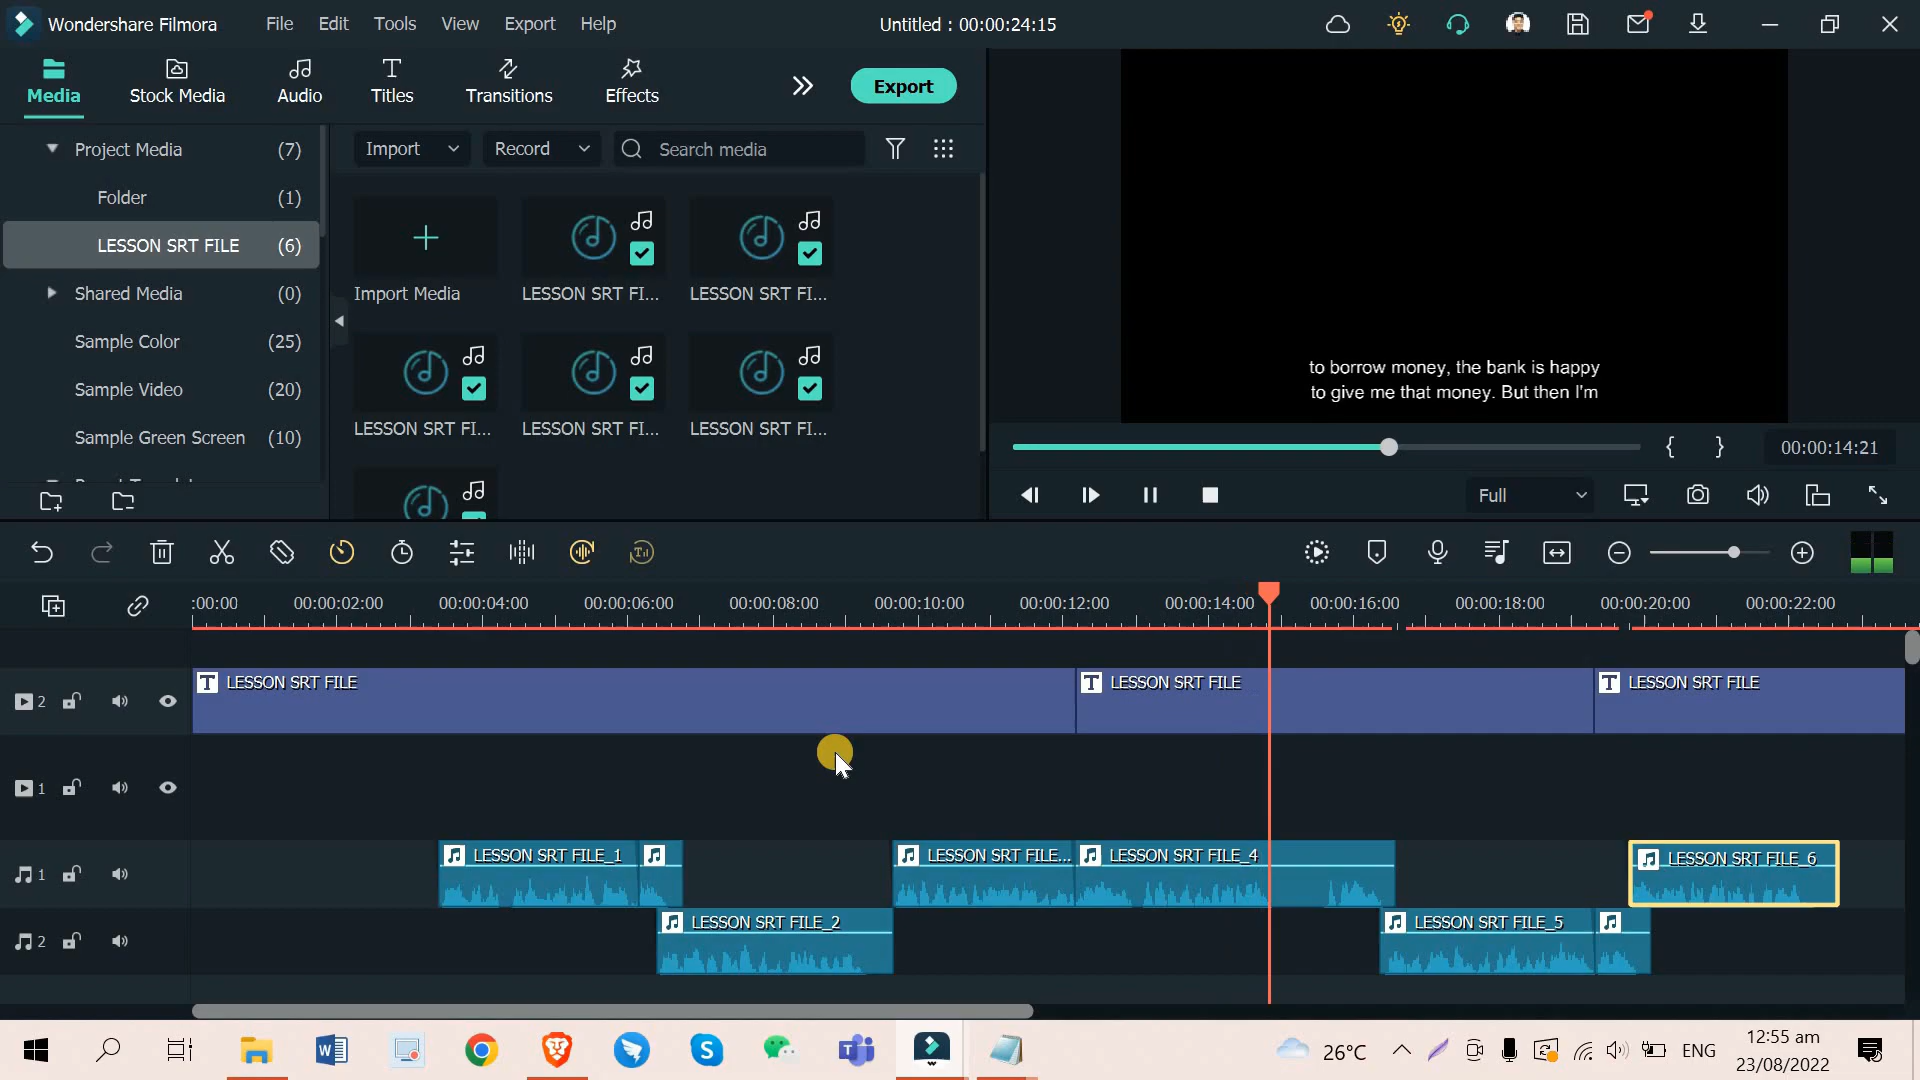 Wondershare Filmora
File Edit Tools View Export Help
Untitled : 00:00:24:15
Media Stock Media Audio Titles Transitions Effects
Export
Project Media (7)
Folder (1)
LESSON SRT FILE (6)
Shared Media (0)
Sample Color (25)
Sample Video (20)
Sample Green Screen (10)
Import Record Search media
Import Media LESSON SRT FI... LESSON SRT FI...
LESSON SRT FI... LESSON SRT FI... LESSON SRT FI...
to borrow money, the bank is happy
to give me that money. But then I'm
{ } 00:00:14:21
Full
:00:00 00:00:02:00 00:00:04:00 00:00:06:00 00:00:08:00 00:00:10:00 00:00:12:00 00:00:14:00 00:00:16:00 00:00:18:00 00:00:20:00 00:00:22:00
2 T LESSON SRT FILE T LESSON SRT FILE T LESSON SRT FILE
1
1 LESSON SRT FILE_1 LESSON SRT FILE... LESSON SRT FILE_4 LESSON SRT FILE_6
2 LESSON SRT FILE_2 LESSON SRT FILE_5
26°C ENG
12:55 am
23/08/2022